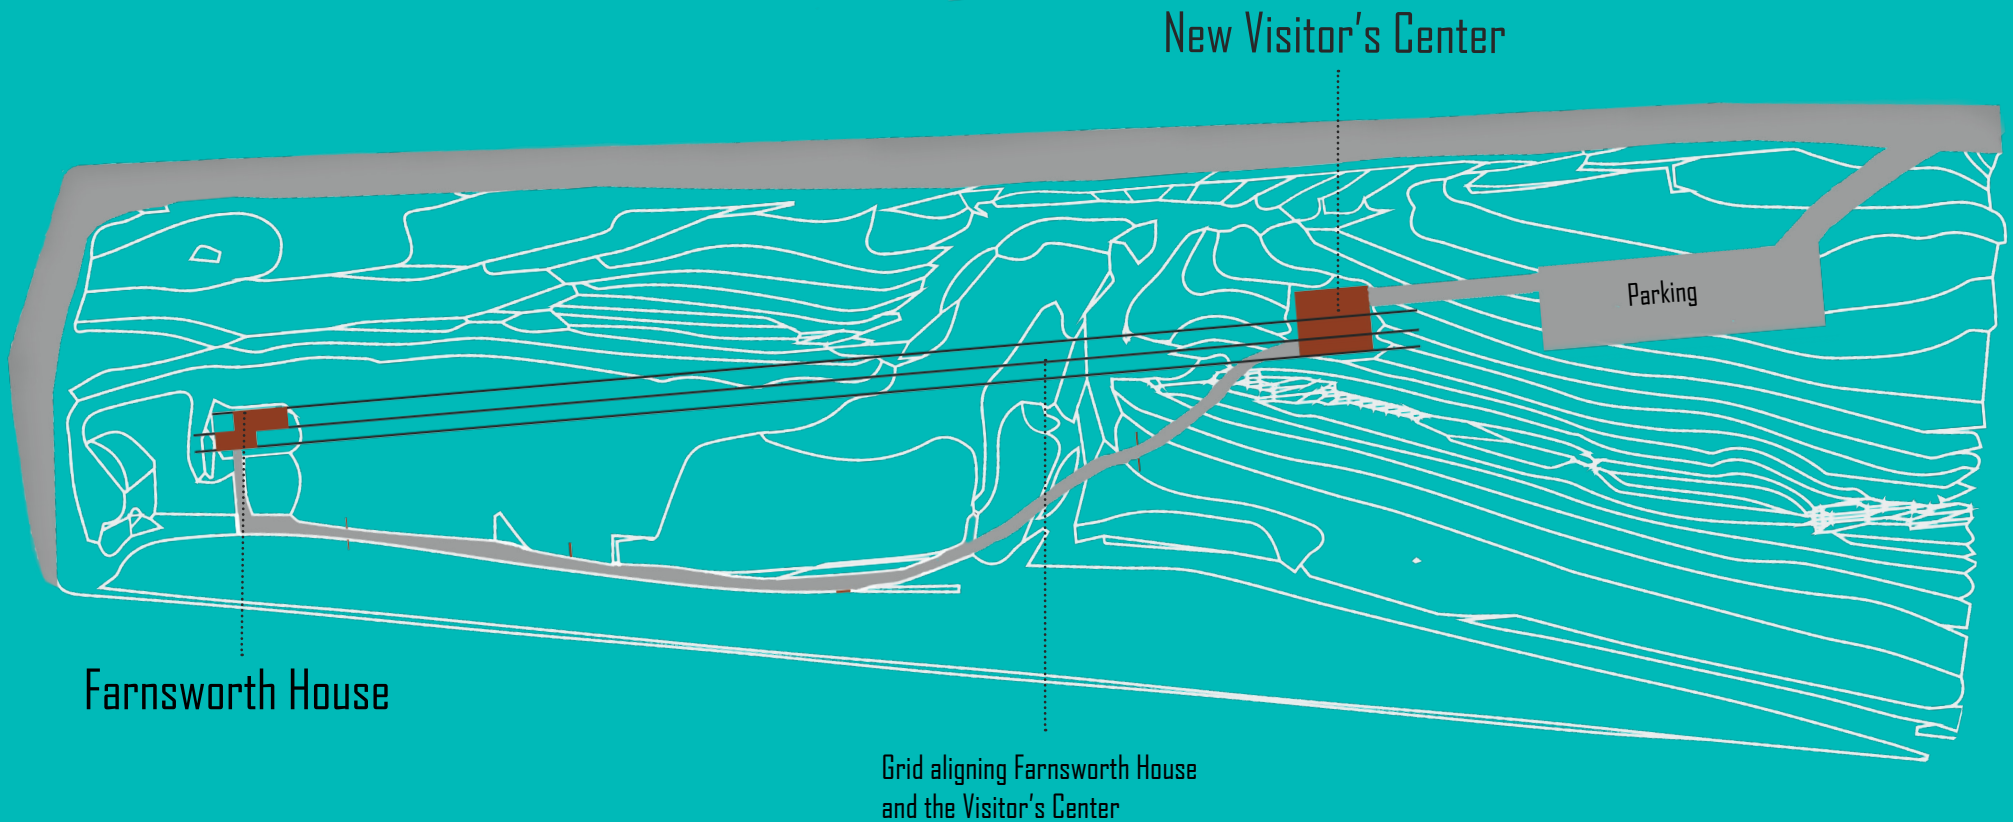 New Visitor's Center
Parking
Farnsworth House
Grid aligning Farnsworth House
and the Visitor's Center